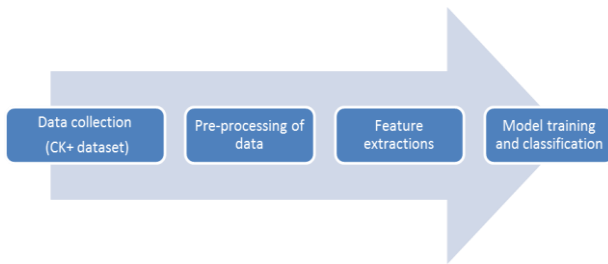 Data collection
(CK+ dataset)
Pre-processing of
data
Feature
extractions
Model training
and classification